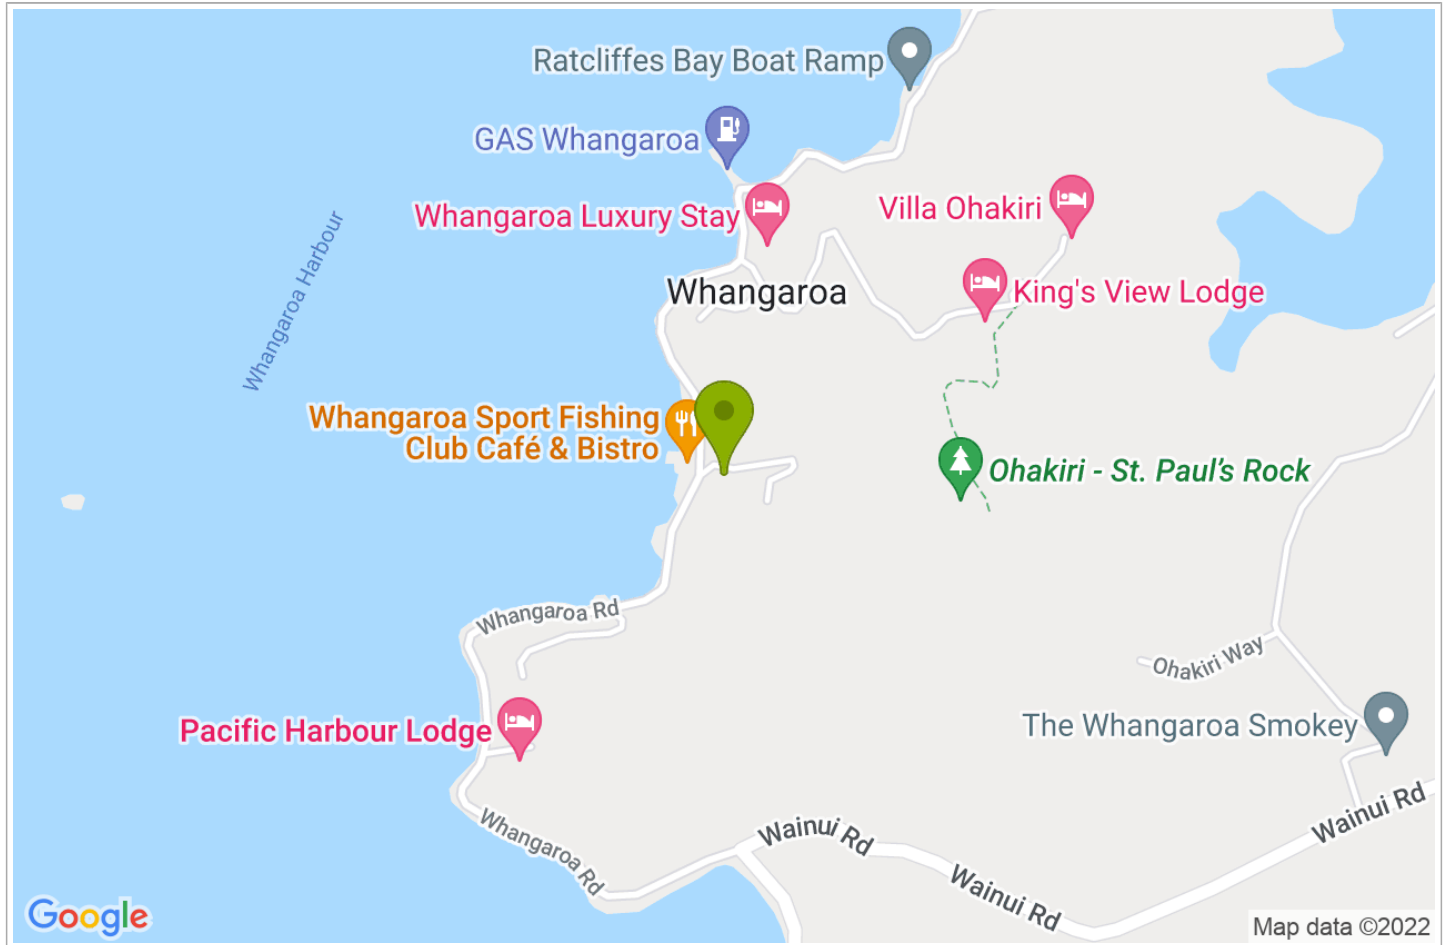 Ratcliffes Bay Boat Ramp
GAS Whangaroa
Whangaroa Luxury Stay
Villa Ohakiri
Whangaroa Harbour
Whangaroa
King's View Lodge
Whangaroa Sport Fishing
Club Café & Bistro
Ohakiri - St. Paul's Rock
Whangaroa Rd
Ohakiri Way
Pacific Harbour Lodge
The Whangaroa Smokey
Whangaroa Rd
Wainui Rd
Wainui Rd
Wainui Rd
Google
Map data ©2022